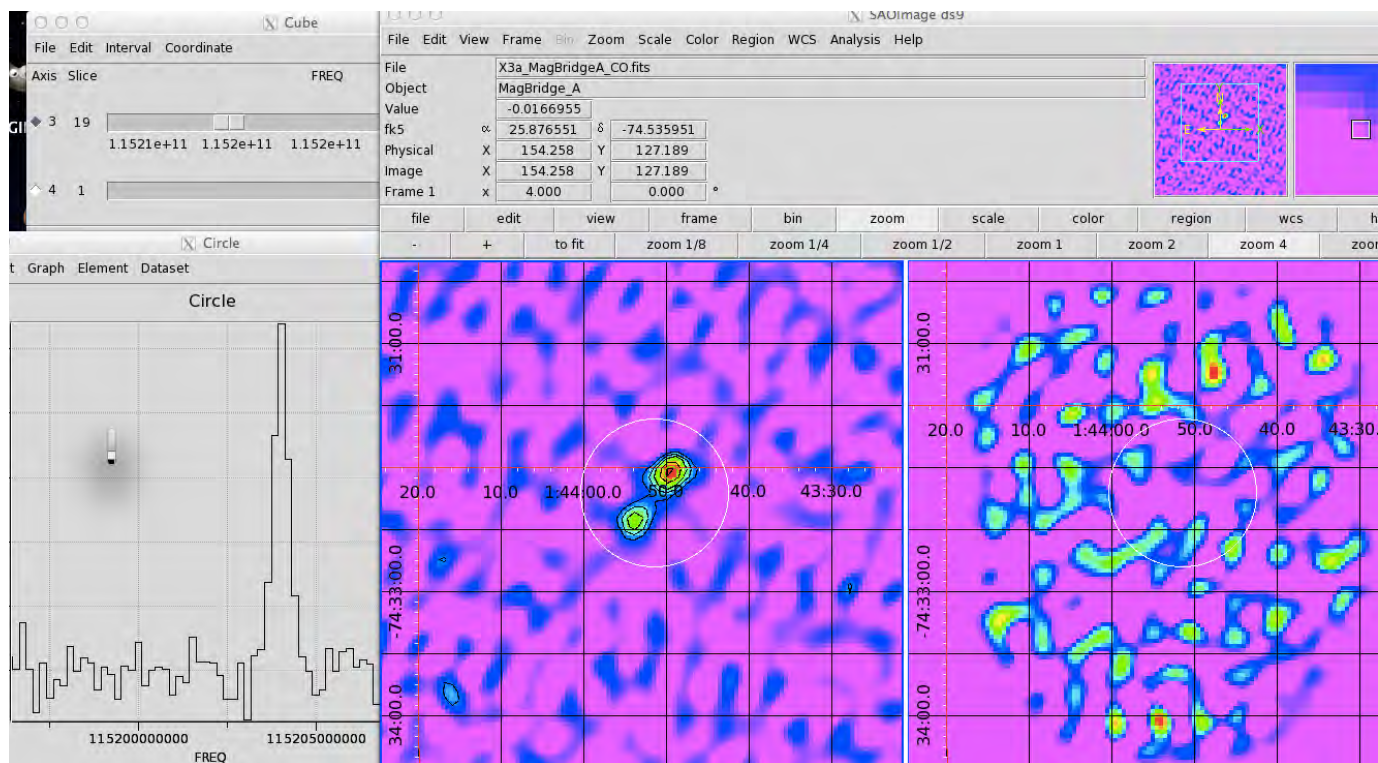 Cube
File Edit Interval Coordinate
Axis Slice FREQ
3 19
1.1521e+11 1.152e+11 1.152e+11
4 1
SAOImage ds9
File Edit View Frame Bin Zoom Scale Color Region WCS Analysis Help
File X3a_MagBridgeA_CO.fits
Object MagBridge_A
Value -0.0166955
fk5 α 25.876551 δ -74.535951
Physical X 154.258 Y 127.189
Image X 154.258 Y 127.189
Frame 1 x 4.000 0.000 °
file edit view frame bin zoom scale color region wcs h
- + to fit zoom 1/8 zoom 1/4 zoom 1/2 zoom 1 zoom 2 zoom 4 zoo
Circle
t Graph Element Dataset
Circle
115200000000 115205000000
FREQ
31:00.0
20.0 10.0 1:44:00.0 50.0 40.0 43:30.0
-74:33:00.0
34:00.0
31:00.0
20.0 10.0 1:44:00.0 50.0 40.0 43:30.
-74:33:00.0
34:00.0